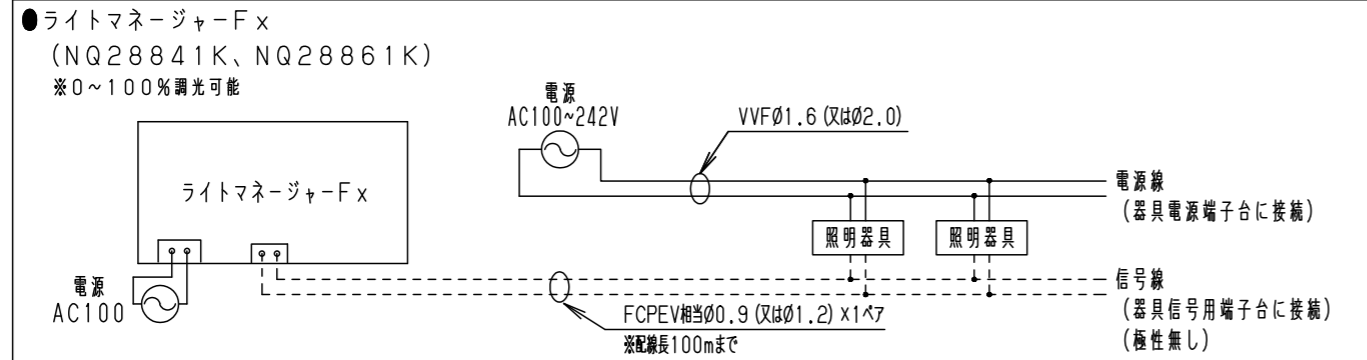 ●ライトマネージャーFx
(NQ28841K、NQ28861K)
※0~100%調光可能
電源
AC100~242V
VVFØ1.6(又はØ2.0)
ライトマネージャーFx
電源線
(器具電源端子台に接続)
照明器具
照明器具
電源
AC100
信号線
(器具信号用端子台に接続)
(極性無し)
FCPEV相当Ø0.9(又はØ1.2)×1ペア
※配線長100mまで